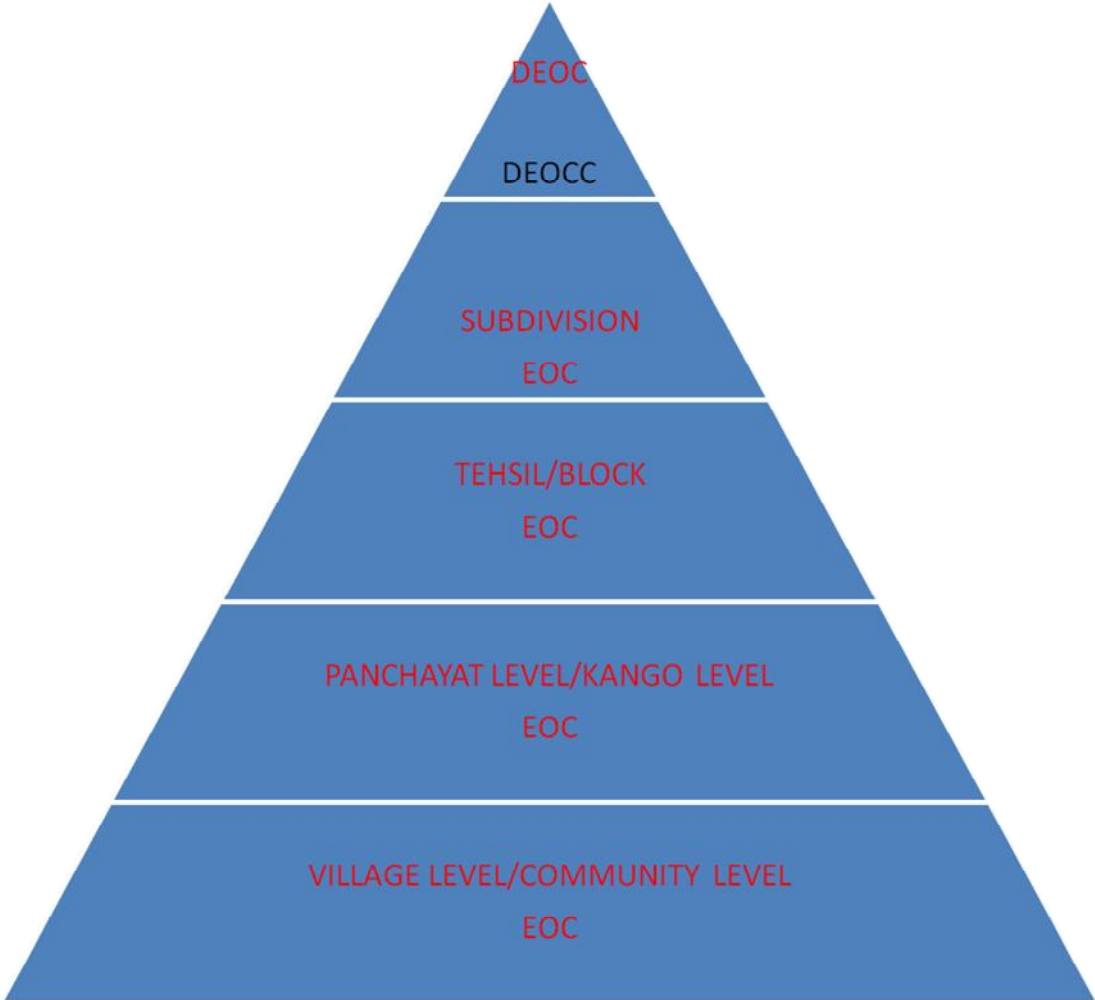 DEOC
DEOCC
SUBDIVISION
EOC
TEHSIL/BLOCK
EOC
PANCHAYAT LEVEL/KANGO LEVEL
EOC
VILLAGE LEVEL/COMMUNITY LEVEL
EOC